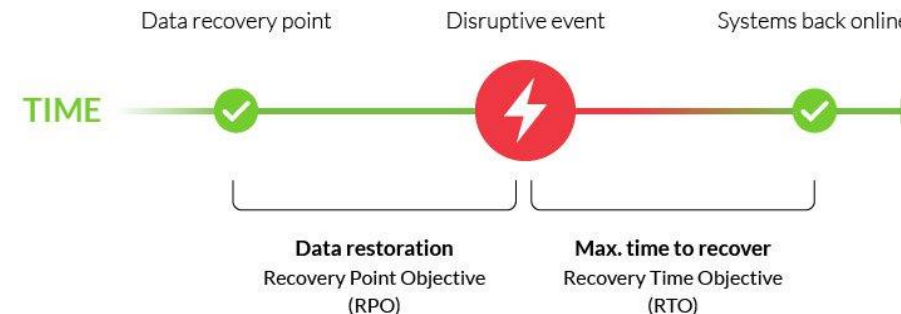 Data recovery point
Disruptive event
Systems back online
TIME
Data restoration
Recovery Point Objective
(RPO)
Max. time to recover
Recovery Time Objective
(RTO)